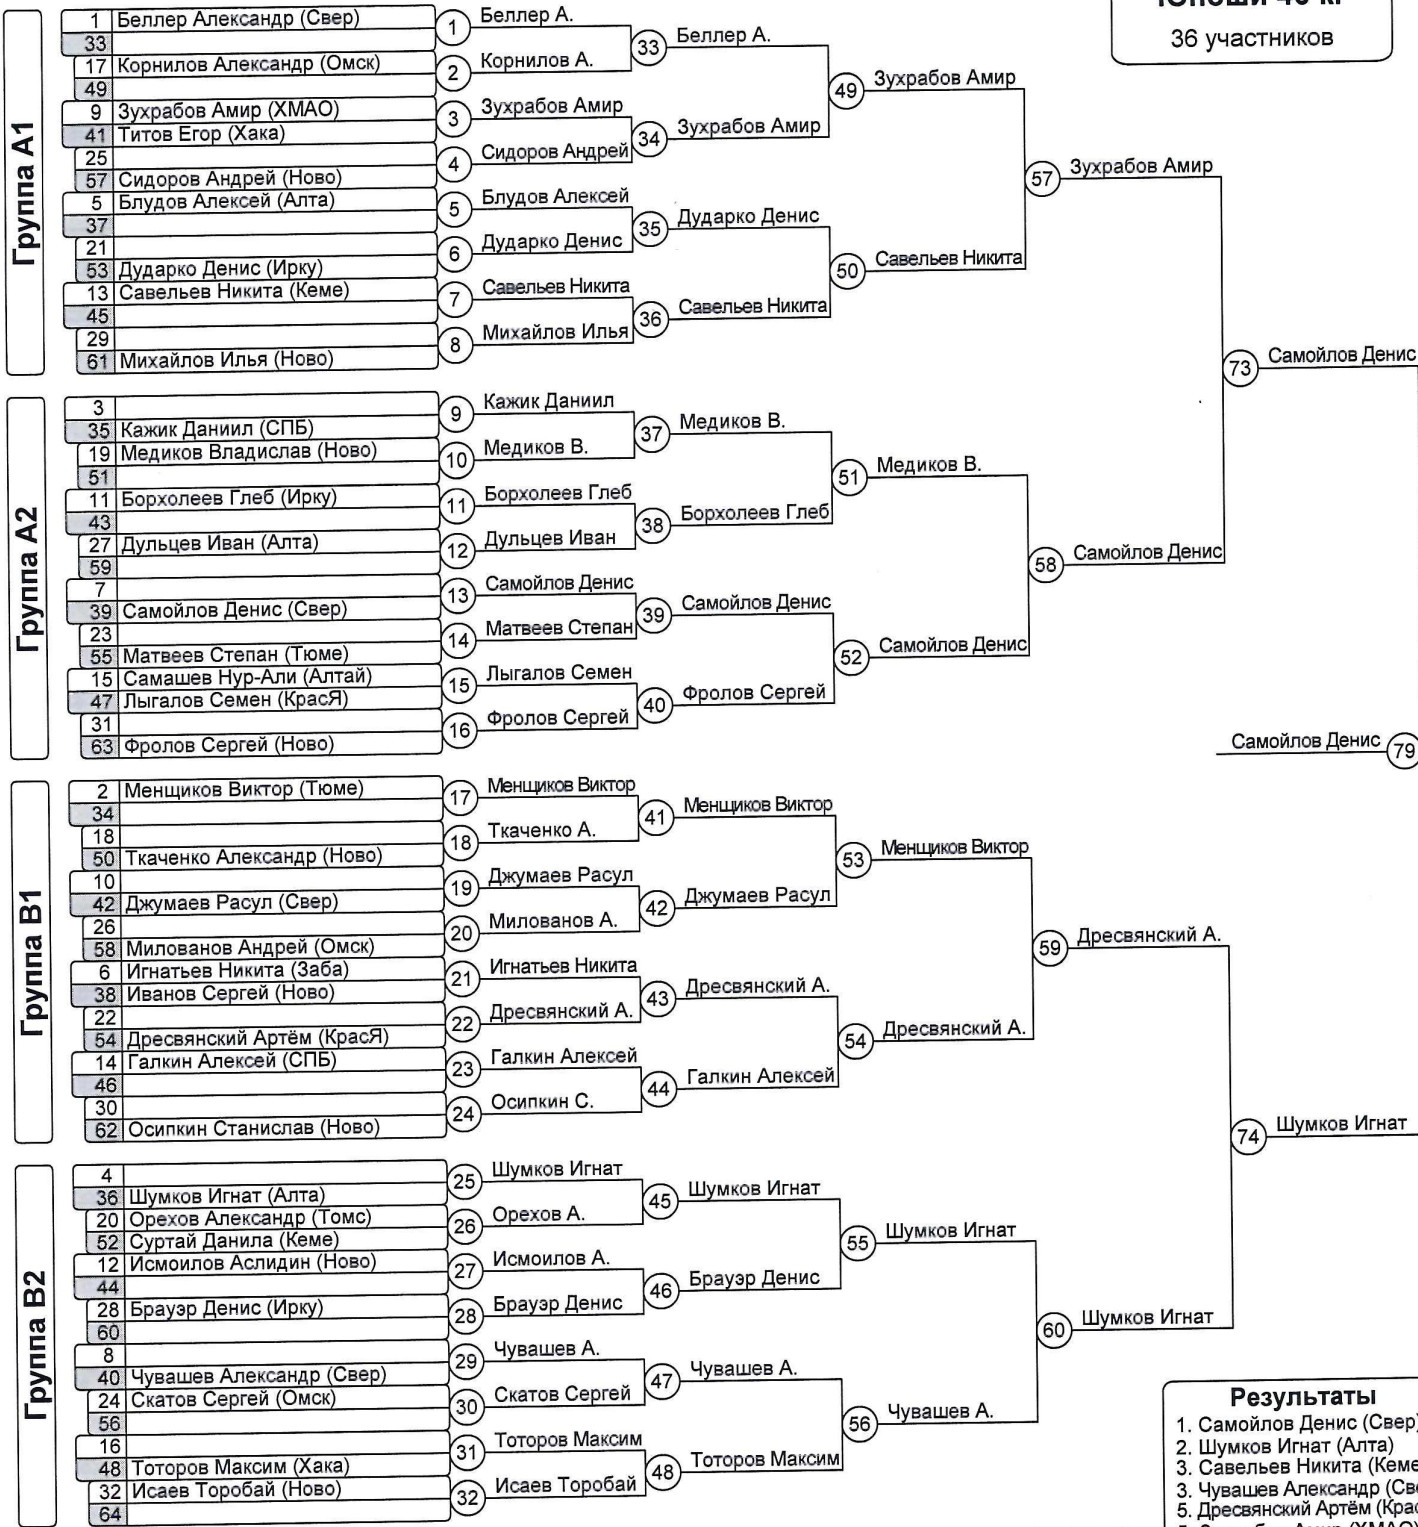 36 участников
Группа А1
1 Беллер Александр (Свер)
33
17 Корнилов Александр (Омск)
49
9 Зухрабов Амир (ХМАО)
41 Титов Егор (Хака)
25
57 Сидоров Андрей (Ново)
5 Блудов Алексей (Алта)
37
21
53 Дударко Денис (Ирку)
13 Савельев Никита (Кеме)
45
29
61 Михайлов Илья (Ново)
1 Беллер А.
2 Корнилов А.
3 Зухрабов Амир
4 Сидоров Андрей
5 Блудов Алексей
6 Дударко Денис
7 Савельев Никита
8 Михайлов Илья
33 Беллер А.
34 Зухрабов Амир
35 Дударко Денис
36 Савельев Никита
49 Зухрабов Амир
50 Савельев Никита
57 Зухрабов Амир
Группа А2
3
35 Кажик Даниил (СПБ)
19 Медиков Владислав (Ново)
51
11 Борхолеев Глеб (Ирку)
43
27 Дульцев Иван (Алта)
59
7
39 Самойлов Денис (Свер)
23
55 Матвеев Степан (Тюме)
15 Самашев Нур-Али (Алтай)
47 Лыгалов Семен (КрасЯ)
31
63 Фролов Сергей (Ново)
9 Кажик Даниил
10 Медиков В.
11 Борхолеев Глеб
12 Дульцев Иван
13 Самойлов Денис
14 Матвеев Степан
15 Лыгалов Семен
16 Фролов Сергей
37 Медиков В.
38 Борхолеев Глеб
39 Самойлов Денис
40 Фролов Сергей
51 Медиков В.
52 Самойлов Денис
58 Самойлов Денис
73 Самойлов Денис
Самойлов Денис 79
Группа В1
2 Менщиков Виктор (Тюме)
34
18
50 Ткаченко Александр (Ново)
10
42 Джумаев Расул (Свер)
26
58 Милованов Андрей (Омск)
6 Игнатьев Никита (Заба)
38 Иванов Сергей (Ново)
22
54 Дресвянский Артём (КрасЯ)
14 Галкин Алексей (СПБ)
46
30
62 Осипкин Станислав (Ново)
17 Менщиков Виктор
18 Ткаченко А.
19 Джумаев Расул
20 Милованов А.
21 Игнатьев Никита
22 Дресвянский А.
23 Галкин Алексей
24 Осипкин С.
41 Менщиков Виктор
42 Джумаев Расул
43 Дресвянский А.
44 Галкин Алексей
53 Менщиков Виктор
54 Дресвянский А.
59 Дресвянский А.
Группа В2
4
36 Шумков Игнат (Алта)
20 Орехов Александр (Томс)
52 Суртай Данила (Кеме)
12 Исмоилов Аслидин (Ново)
44
28 Брауэр Денис (Ирку)
60
8
40 Чувашев Александр (Свер)
24 Скатов Сергей (Омск)
56
16
48 Тоторов Максим (Хака)
32 Исаев Торобай (Ново)
64
25 Шумков Игнат
26 Орехов А.
27 Исмоилов А.
28 Брауэр Денис
29 Чувашев А.
30 Скатов Сергей
31 Тоторов Максим
32 Исаев Торобай
45 Шумков Игнат
46 Брауэр Денис
47 Чувашев А.
48 Тоторов Максим
55 Шумков Игнат
56 Чувашев А.
60 Шумков Игнат
74 Шумков Игнат
Результаты
1. Самойлов Денис (Свер)
2. Шумков Игнат (Алта)
3. Савельев Никита (Кеме
3. Чувашев Александр (Све
5. Дресвянский Артём (Крас